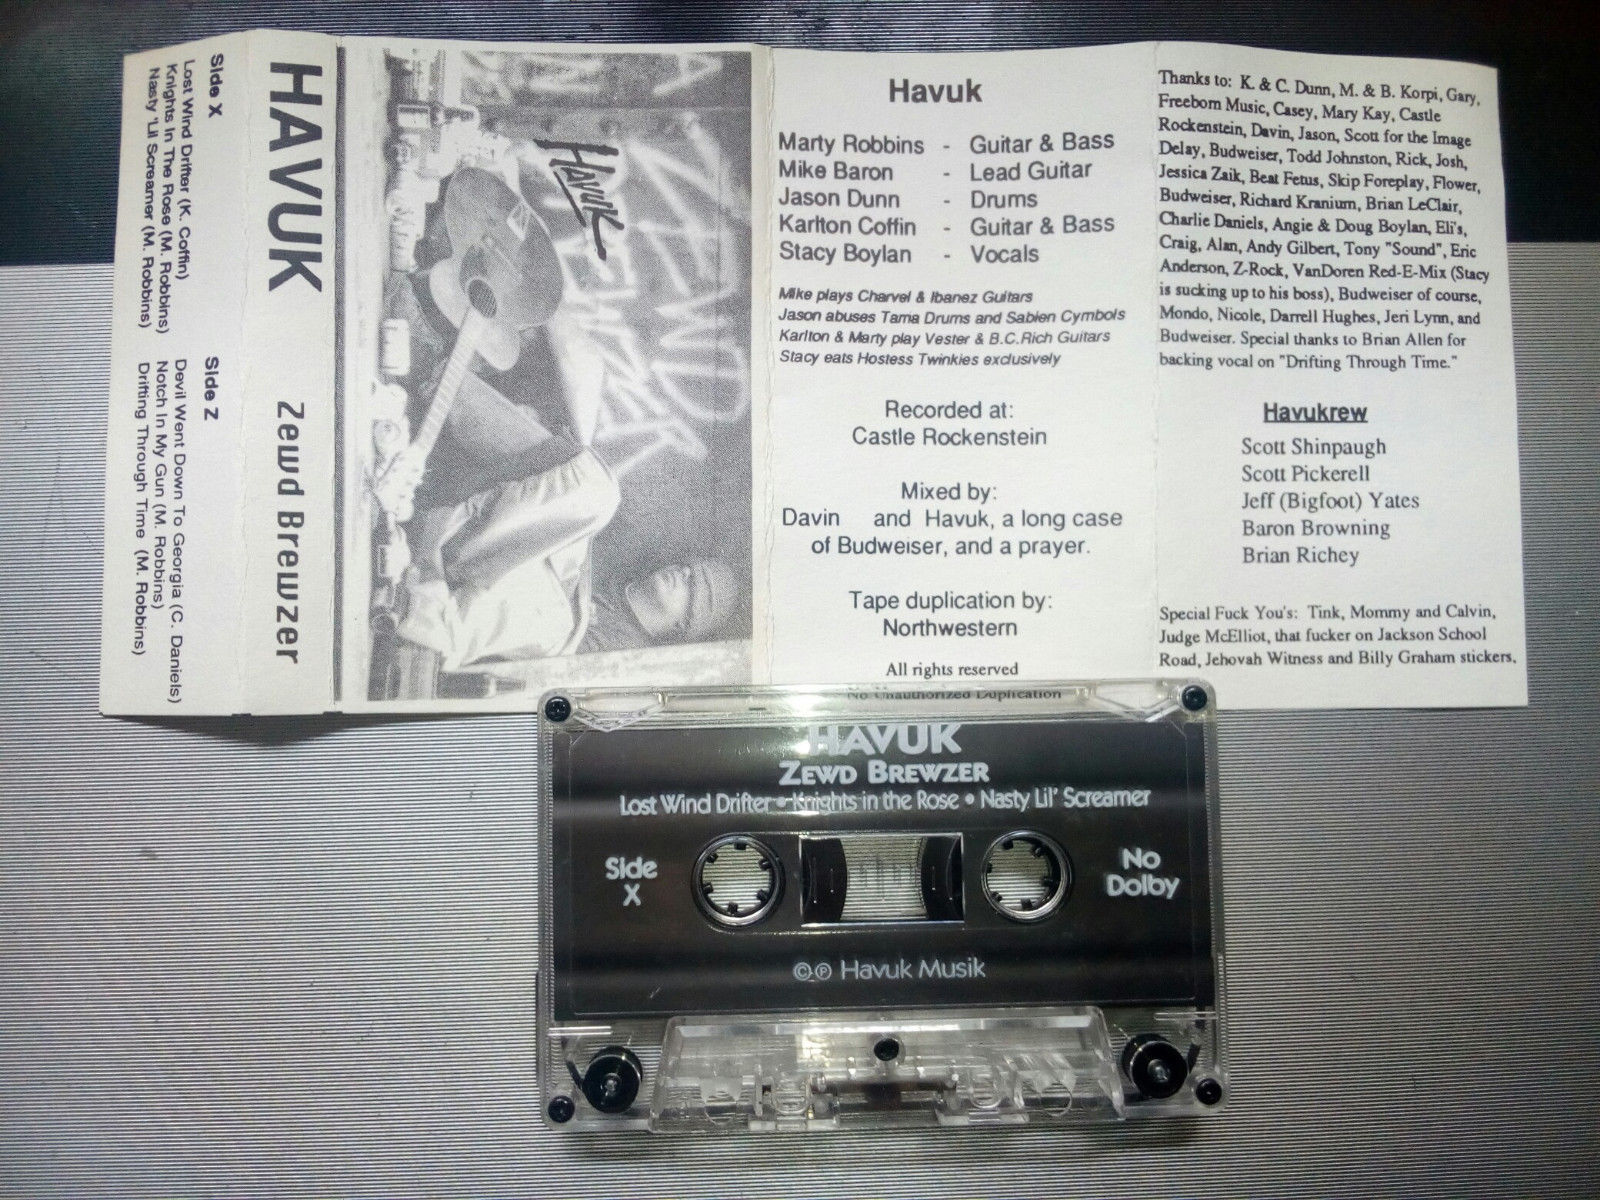 Side X
Lost Wind Drifter (K. Coffin)
Knights In The Rose (M. Robbins)
Nasty 'Lil Screamer (M. Robbins)
Side Z
Devil Went Down To Georgia (C. Daniels)
Notch In My Gun (M. Robbins)
Drifting Through Time (M. Robbins)
HAVUK
Zewd Brewzer
HAVUK
ZEWD
Havuk
Marty Robbins - Guitar & Bass
Mike Baron - Lead Guitar
Jason Dunn - Drums
Karlton Coffin - Guitar & Bass
Stacy Boylan - Vocals
Mike plays Charvel & Ibanez Guitars
Jason abuses Tama Drums and Sabien Cymbols
Karlton & Marty play Vester & B.C.Rich Guitars
Stacy eats Hostess Twinkies exclusively
Recorded at:
Castle Rockenstein
Mixed by:
Davin and Havuk, a long case
of Budweiser, and a prayer.
Tape duplication by:
Northwestern
All rights reserved
No Unauthorized Duplication
Thanks to: K. & C. Dunn, M. & B. Korpi, Gary,
Freeborn Music, Casey, Mary Kay, Castle
Rockenstein, Davin, Jason, Scott for the Image
Delay, Budweiser, Todd Johnston, Rick, Josh,
Jessica Zaik, Beat Fetus, Skip Foreplay, Flower,
Budweiser, Richard Kranium, Brian LeClair,
Charlie Daniels, Angie & Doug Boylan, Eli's,
Craig, Alan, Andy Gilbert, Tony "Sound", Eric
Anderson, Z-Rock, VanDoren Red-E-Mix (Stacy
is sucking up to his boss), Budweiser of course,
Mondo, Nicole, Darrell Hughes, Jeri Lynn, and
Budweiser. Special thanks to Brian Allen for
backing vocal on "Drifting Through Time."
Havukrew
Scott Shinpaugh
Scott Pickerell
Jeff (Bigfoot) Yates
Baron Browning
Brian Richey
Special Fuck You's: Tink, Mommy and Calvin,
Judge McElliot, that fucker on Jackson School
Road, Jehovah Witness and Billy Graham stickers.
HAVUK
ZEWD BREWZER
Lost Wind Drifter • Knights in the Rose • Nasty Lil' Screamer
Side
X
No
Dolby
©℗ Havuk Musik